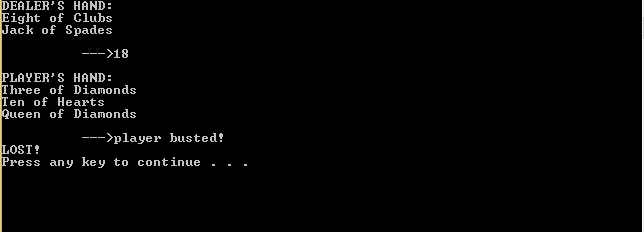 DEALER'S HAND:
Eight of Clubs
Jack of Spades
--->18
PLAYER'S HAND:
Three of Diamonds
Ten of Hearts
Queen of Diamonds
--->player busted!
LOST!
Press any key to continue . . .